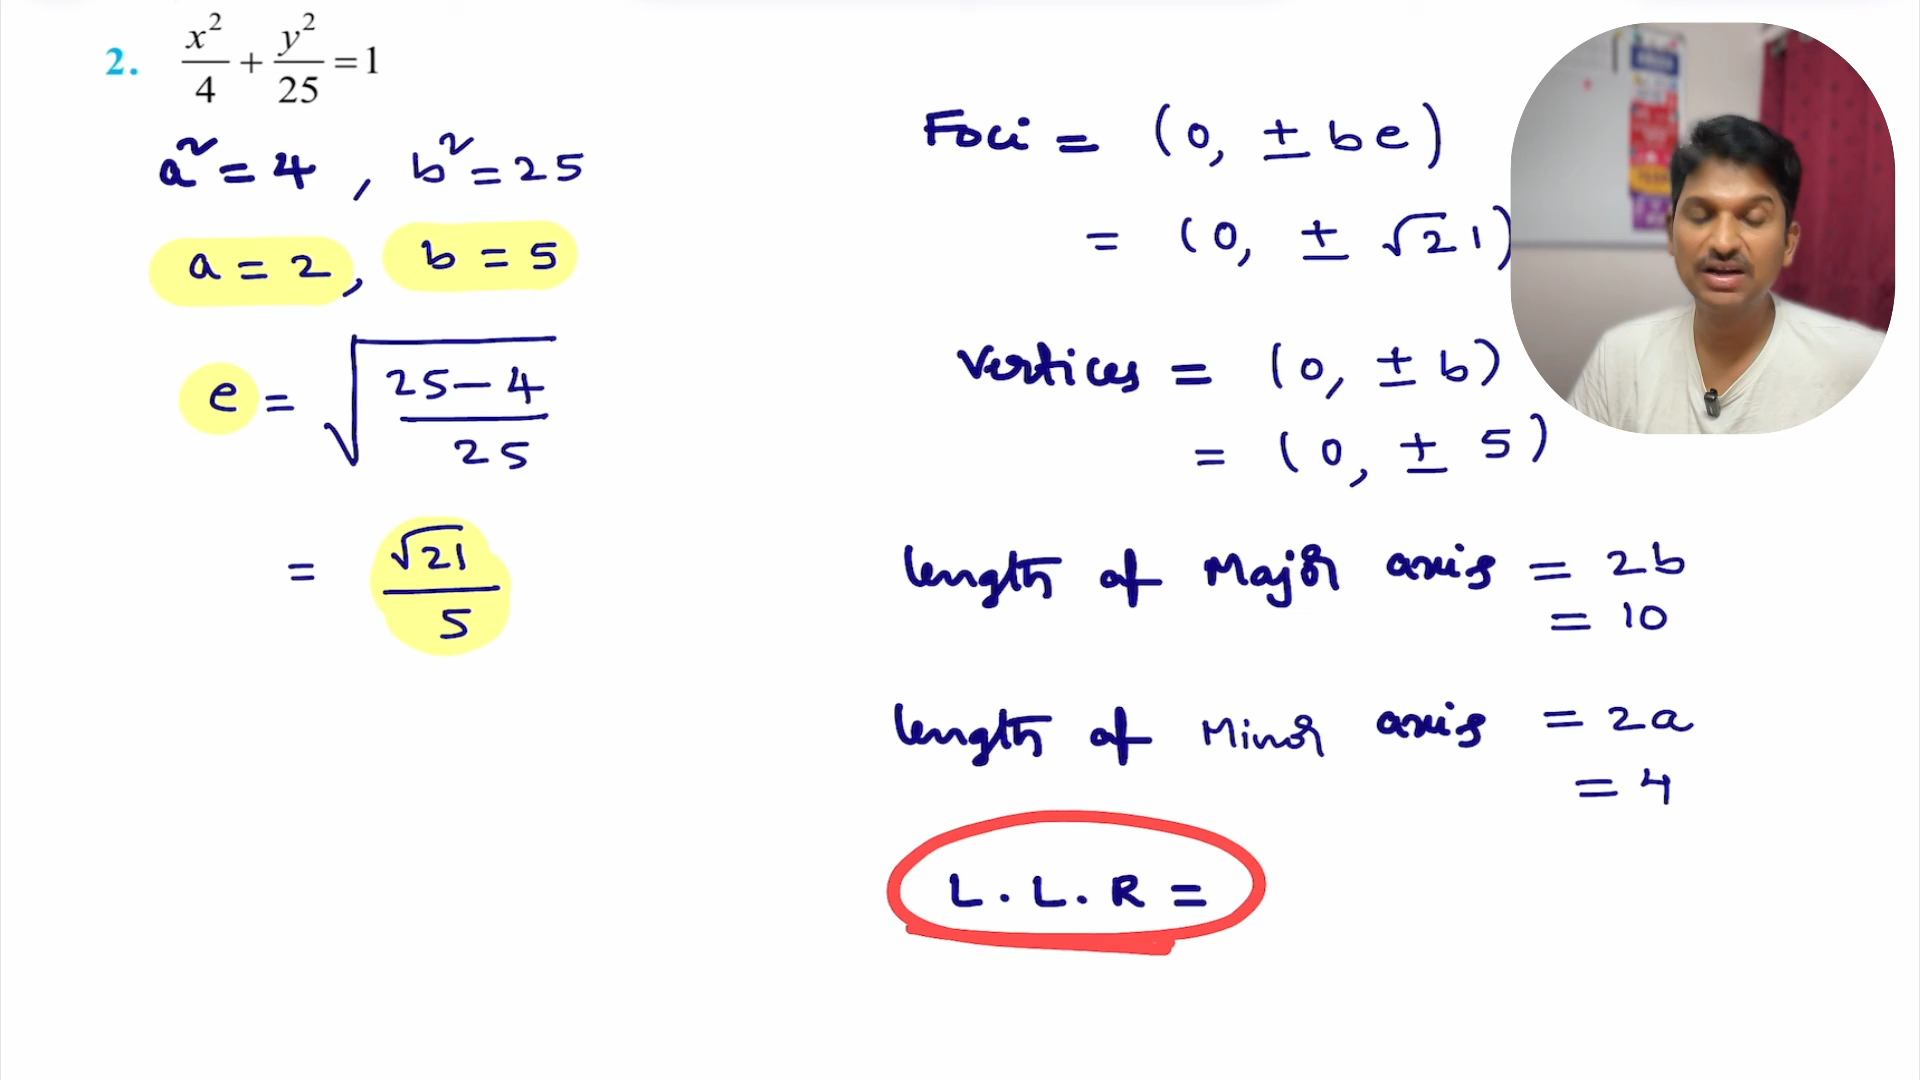 2. x²/4 + y²/25 = 1
a² = 4 , b² = 25
a = 2 , b = 5
e = √((25 – 4)/25)
= √21/5
Foci = (0, ± be)
= (0, ± √21)
Vertices = (0, ± b)
= (0, ± 5)
length of Major axis = 2b
= 10
length of Minor axis = 2a
= 4
L.L.R =